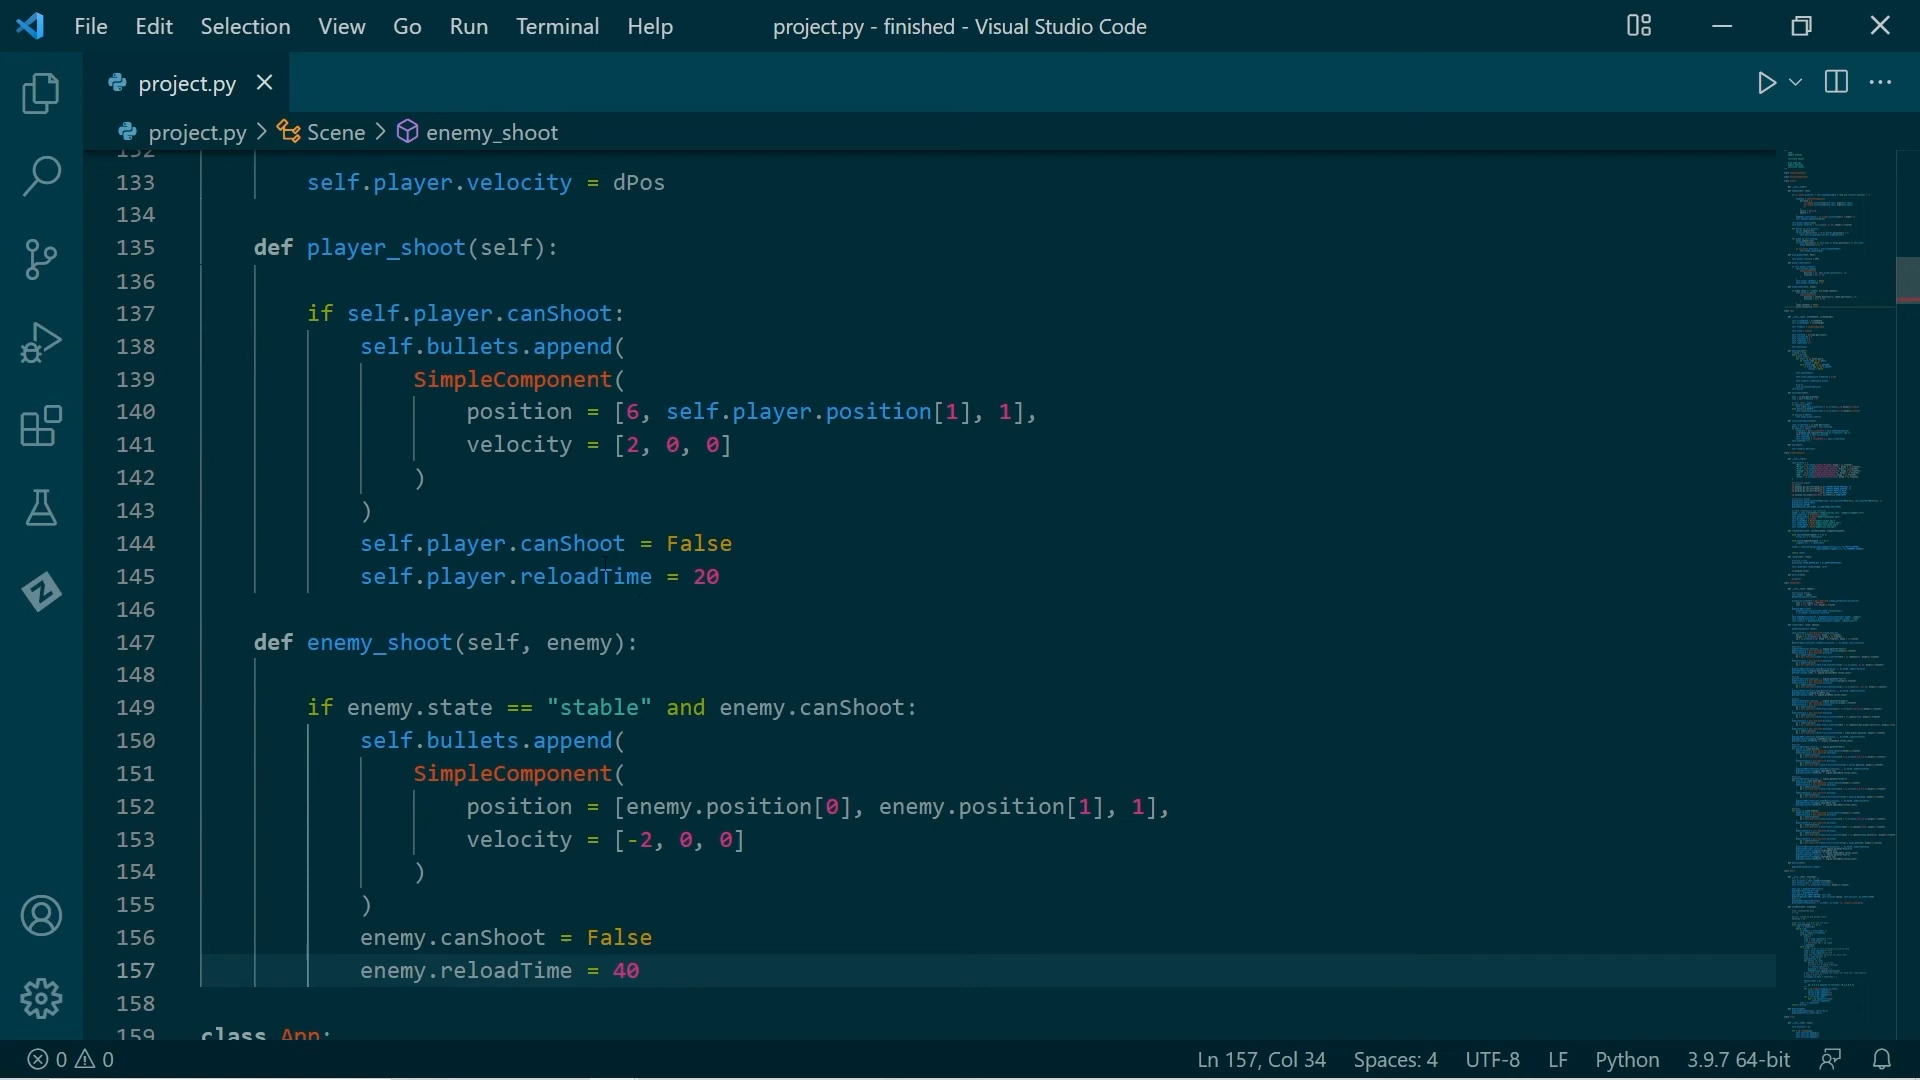 File Edit Selection View Go Run Terminal Help project.py - finished - Visual Studio Code
project.py
project.py > Scene > enemy_shoot
132
133 self.player.velocity = dPos
134
135 def player_shoot(self):
136
137 if self.player.canShoot:
138 self.bullets.append(
139 SimpleComponent(
140 position = [6, self.player.position[1], 1],
141 velocity = [2, 0, 0]
142 )
143 )
144 self.player.canShoot = False
145 self.player.reloadTime = 20
146
147 def enemy_shoot(self, enemy):
148
149 if enemy.state == "stable" and enemy.canShoot:
150 self.bullets.append(
151 SimpleComponent(
152 position = [enemy.position[0], enemy.position[1], 1],
153 velocity = [-2, 0, 0]
154 )
155 )
156 enemy.canShoot = False
157 enemy.reloadTime = 40
158
159 class App:
0 0 Ln 157, Col 34 Spaces: 4 UTF-8 LF Python 3.9.7 64-bit